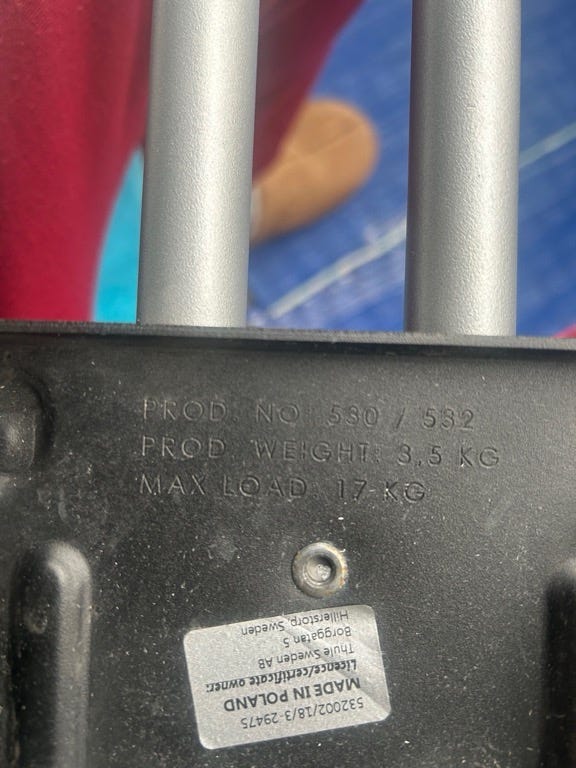 PROD. NO: 530 / 532
PROD. WEIGHT: 3,5 KG
MAX LOAD: 17 KG
532002/18/3-29475
MADE IN POLAND
Licence/certificate owner:
Thule Sweden AB
Borggatan 5
Hillerstorp, Sweden